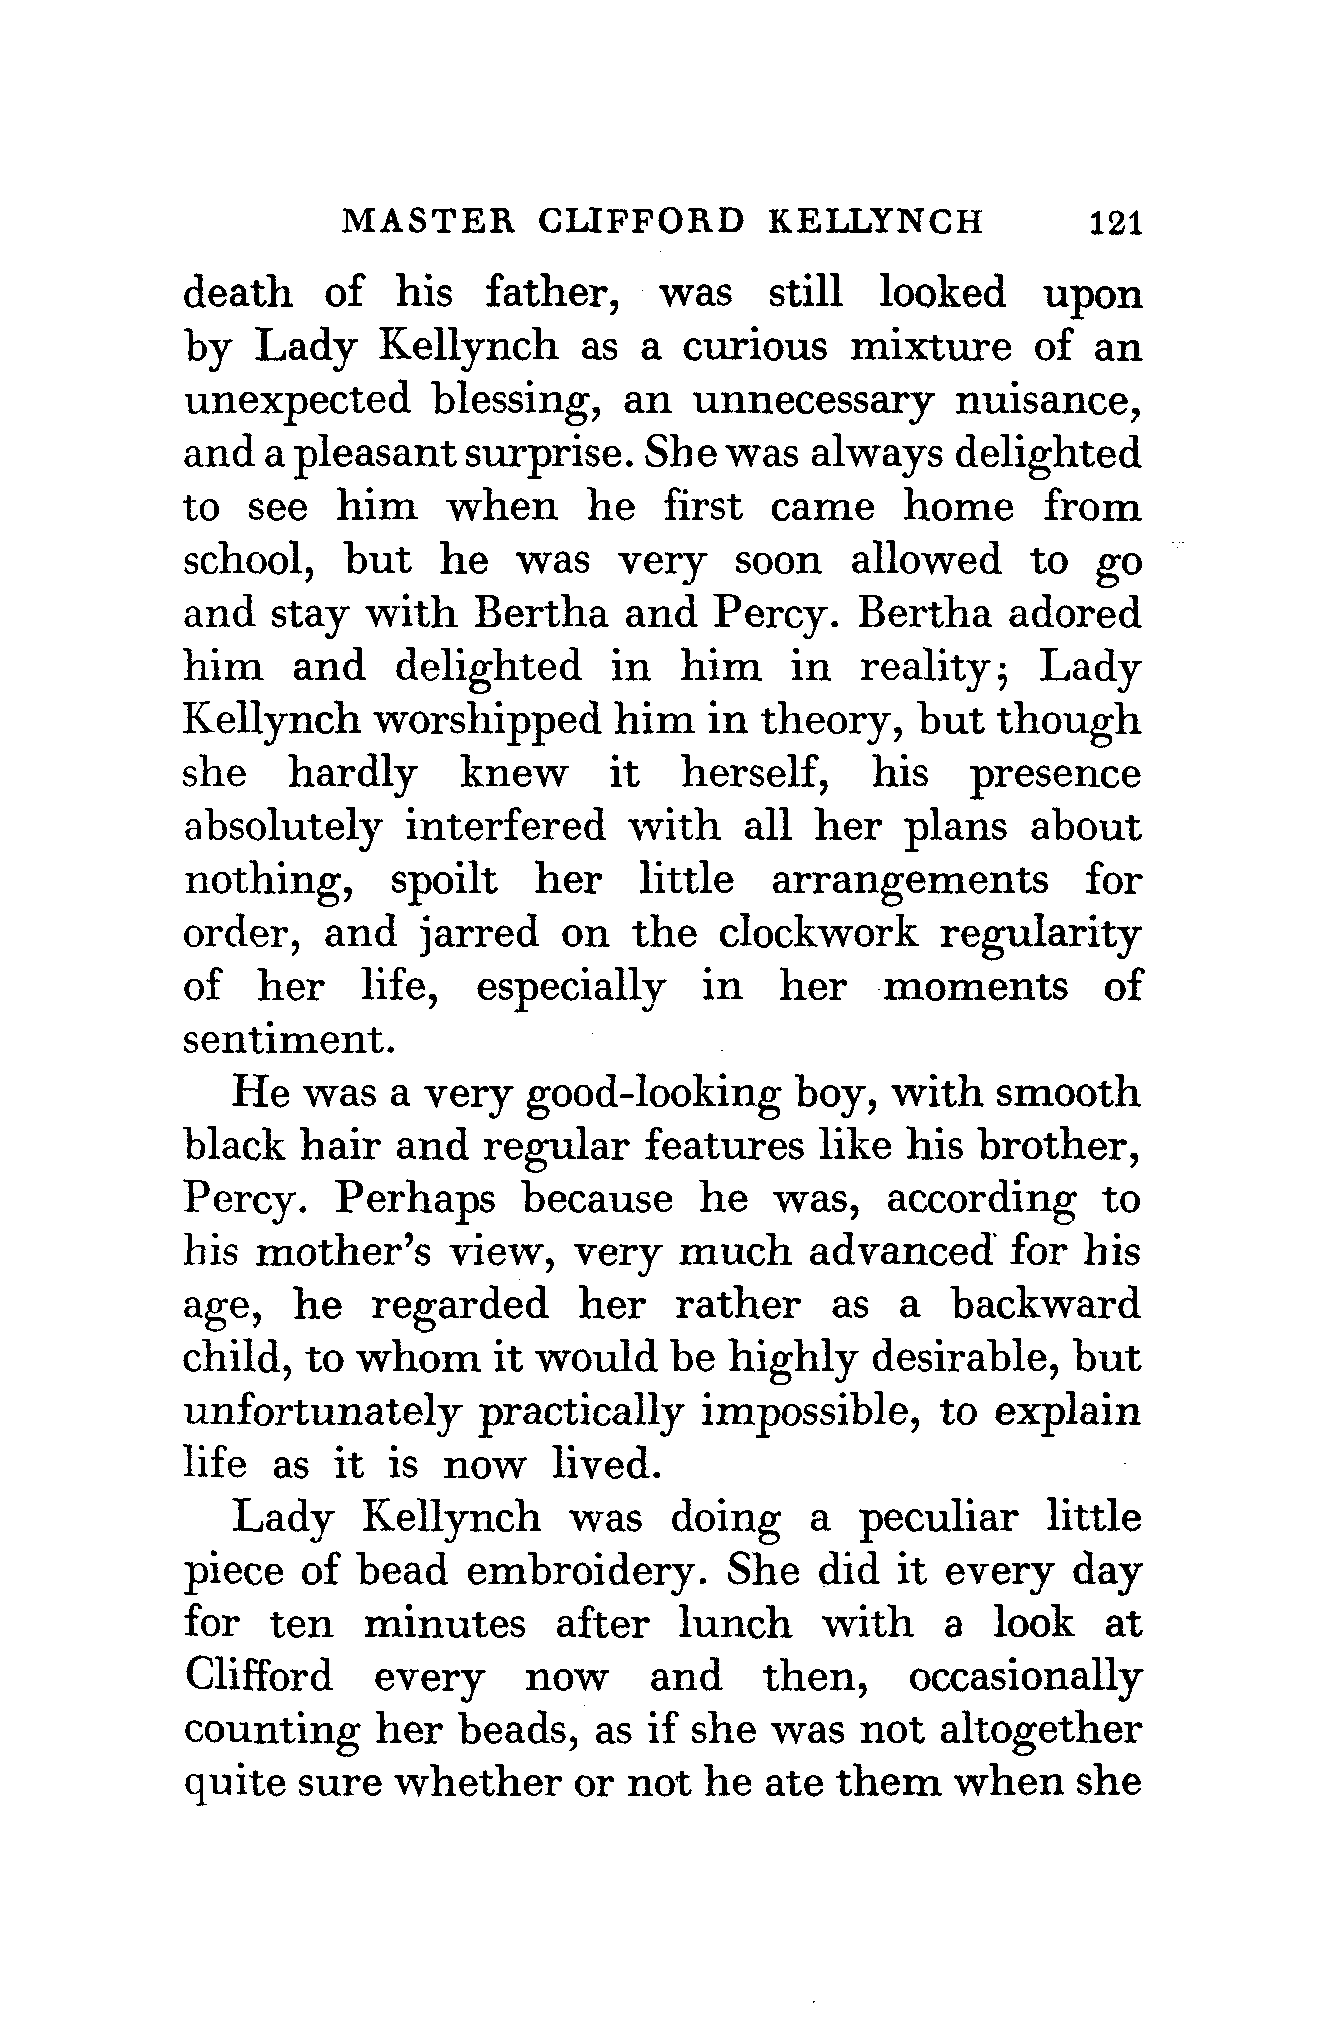 MASTER CLIFFORD KELLYNCH 121
death of his father, was still looked upon
by Lady Kellynch as a curious mixture of an
unexpected blessing, an unnecessary nuisance,
and a pleasant surprise. She was always delighted
to see him when he first came home from
school, but he was very soon allowed to go
and stay with Bertha and Percy. Bertha adored
him and delighted in him in reality; Lady
Kellynch worshipped him in theory, but though
she hardly knew it herself, his presence
absolutely interfered with all her plans about
nothing, spoilt her little arrangements for
order, and jarred on the clockwork regularity
of her life, especially in her moments of
sentiment.
He was a very good-looking boy, with smooth
black hair and regular features like his brother,
Percy. Perhaps because he was, according to
his mother's view, very much advanced for his
age, he regarded her rather as a backward
child, to whom it would be highly desirable, but
unfortunately practically impossible, to explain
life as it is now lived.
Lady Kellynch was doing a peculiar little
piece of bead embroidery. She did it every day
for ten minutes after lunch with a look at
Clifford every now and then, occasionally
counting her beads, as if she was not altogether
quite sure whether or not he ate them when she